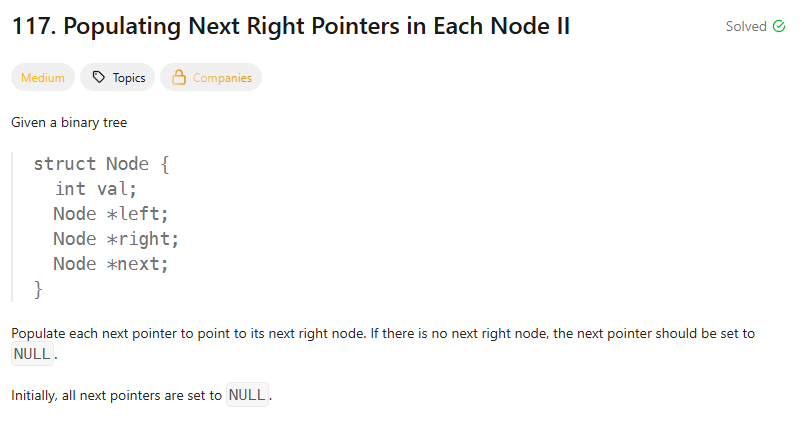 117. Populating Next Right Pointers in Each Node II
Solved
Medium
Topics
Companies
Given a binary tree
struct Node {
  int val;
  Node *left;
  Node *right;
  Node *next;
}
Populate each next pointer to point to its next right node. If there is no next right node, the next pointer should be set to
NULL.
Initially, all next pointers are set to NULL.